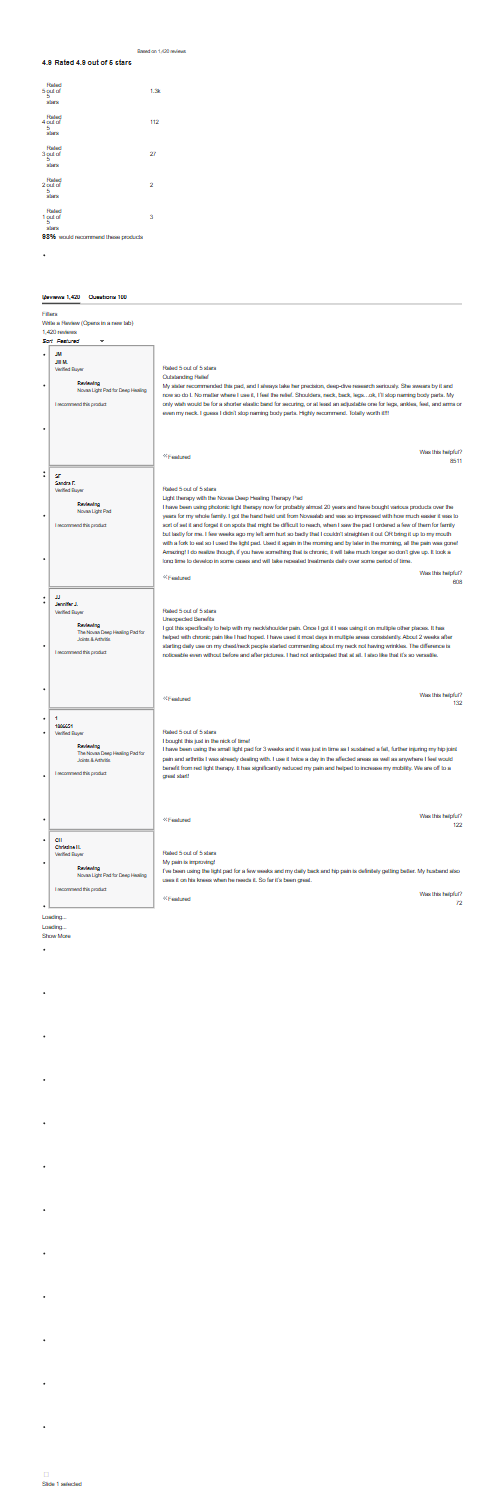 Based on 1,420 reviews
4.9 Rated 4.9 out of 5 stars
Rated
5 out of
5
stars
1.3k
Rated
4 out of
5
stars
112
Rated
3 out of
5
stars
27
Rated
2 out of
5
stars
2
Rated
1 out of
5
stars
3
98% would recommend these products
Reviews 1,420 Questions 100
Filters
Write a Review (Opens in a new tab)
1,420 reviews
Sort Featured
JM
Jill M.
Verified Buyer
Reviewing
Novaa Light Pad for Deep Healing
I recommend this product
Rated 5 out of 5 stars
Outstanding Relief
My sister recommended this pad, and I always take her precision, deep-dive research seriously. She swears by it and
now so do I. No matter where I use it, I feel the relief. Shoulders, neck, back, legs...ok, I'll stop naming body parts. My
only wish would be for a shorter elastic band for securing, or at least an adjustable one for legs, ankles, feet, and arms or
even my neck. I guess I didn't stop naming body parts. Highly recommend. Totally worth it!!!
«Featured
Was this helpful?
8511
SF
Sandra F.
Verified Buyer
Reviewing
Novaa Light Pad
I recommend this product
Rated 5 out of 5 stars
Light therapy with the Novaa Deep Healing Therapy Pad
I have been using photonic light therapy now for probably almost 20 years and have bought various products over the
years for my whole family. I got the hand held unit from Novaalab and was so impressed with how much easier it was to
sort of set it and forget it on spots that might be difficult to reach, when I saw the pad I ordered a few of them for family
but lastly for me. I few weeks ago my left arm hurt so badly that I couldn't straighten it out OR bring it up to my mouth
with a fork to eat so I used the light pad. Used it again in the morning and by later in the morning, all the pain was gone!
Amazing! I do realize though, if you have something that is chronic, it will take much longer so don't give up. It took a
long time to develop in some cases and will take repeated treatments daily over some period of time.
«Featured
Was this helpful?
608
JJ
Jennifer J.
Verified Buyer
Reviewing
The Novaa Deep Healing Pad for
Joints & Arthritis
I recommend this product
Rated 5 out of 5 stars
Unexpected Benefits
I got this specifically to help with my neck/shoulder pain. Once I got it I was using it on multiple other places. It has
helped with chronic pain like I had hoped. I have used it most days in multiple areas consistently. About 2 weeks after
starting daily use on my chest/neck people started commenting about my neck not having wrinkles. The difference is
noticeable even without before and after pictures. I had not anticipated that at all. I also like that it's so versatile.
«Featured
Was this helpful?
132
1
Verified Buyer
Reviewing
The Novaa Deep Healing Pad for
Joints & Arthritis
I recommend this product
Rated 5 out of 5 stars
I bought this just in the nick of time!
I have been using the small light pad for 3 weeks and it was just in time as I sustained a fall, further injuring my hip joint
pain and arthritis I was already dealing with. I use it twice a day in the affected areas as well as anywhere I feel would
benefit from red light therapy. It has significantly reduced my pain and helped to increase my mobility. We are off to a
great start!
«Featured
Was this helpful?
122
CH
Christine H.
Verified Buyer
Reviewing
Novaa Light Pad for Deep Healing
I recommend this product
Rated 5 out of 5 stars
My pain is improving!
I've been using the light pad for a few weeks and my daily back and hip pain is definitely getting better. My husband also
uses it on his knees when he needs it. So far it's been great.
«Featured
Was this helpful?
72
Loading...
Loading...
Show More
Slide 1 selected